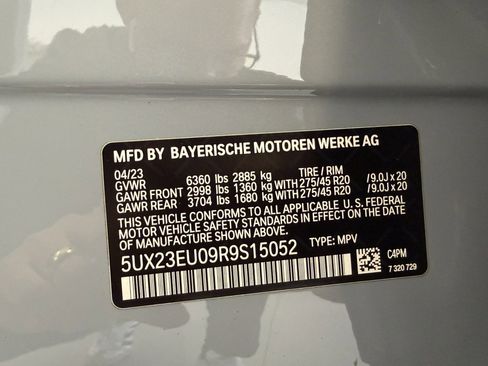 MFD BY BAYERISCHE MOTOREN WERKE AG
04/23
GVWR 6360 lbs 2885 kg TIRE / RIM
GAWR FRONT 2998 lbs 1360 kg WITH 275/45 R20 / 9.0J x 20
GAWR REAR 3704 lbs 1680 kg WITH 275/45 R20 / 9.0J x 20
THIS VEHICLE CONFORMS TO ALL APPLICABLE U. S. FEDERAL
MOTOR VEHICLE SAFETY STANDARDS IN EFFECT ON THE DATE OF
MANUFACTURE SHOWN ABOVE.
5UX23EU09R9S15052 TYPE: MPV
C4PM
7 320 729